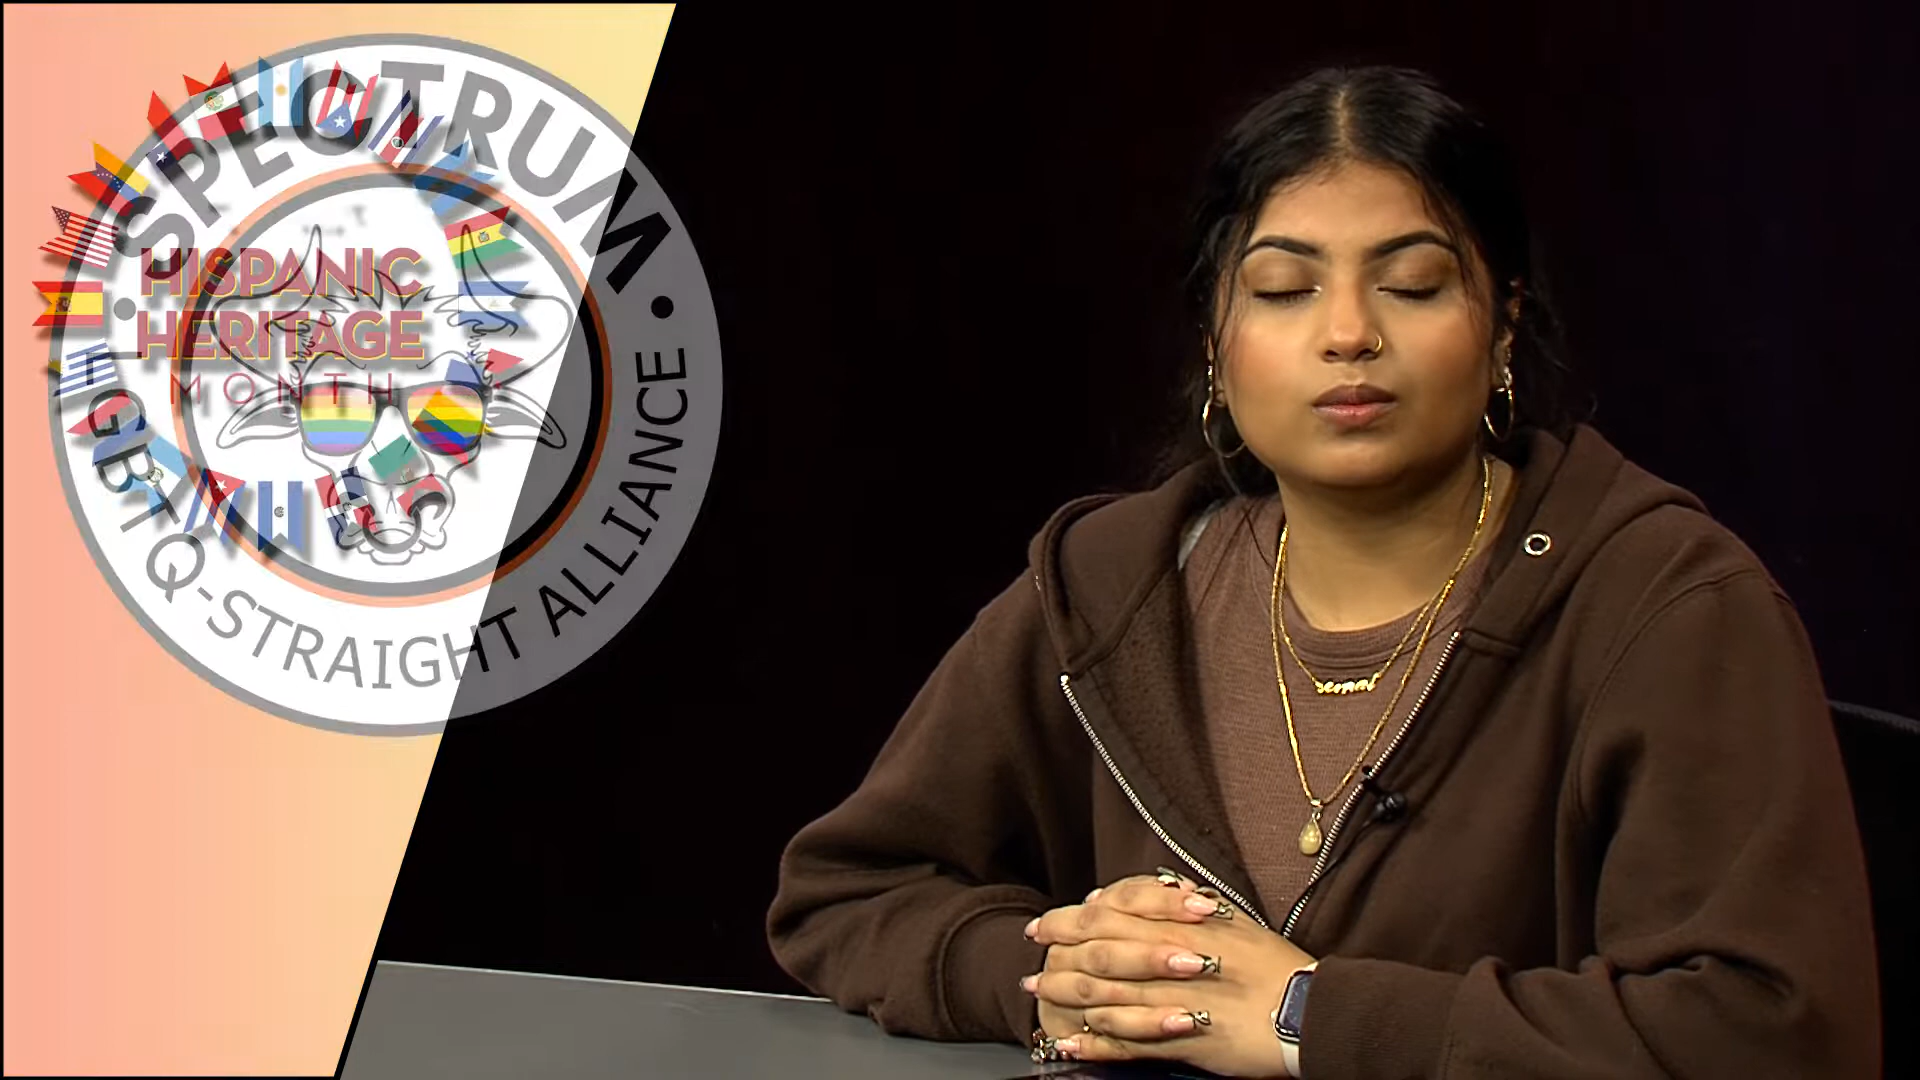 SPECTRUM
HISPANIC
HERITAGE
MONTH
LGBTQ-STRAIGHT ALLIANCE